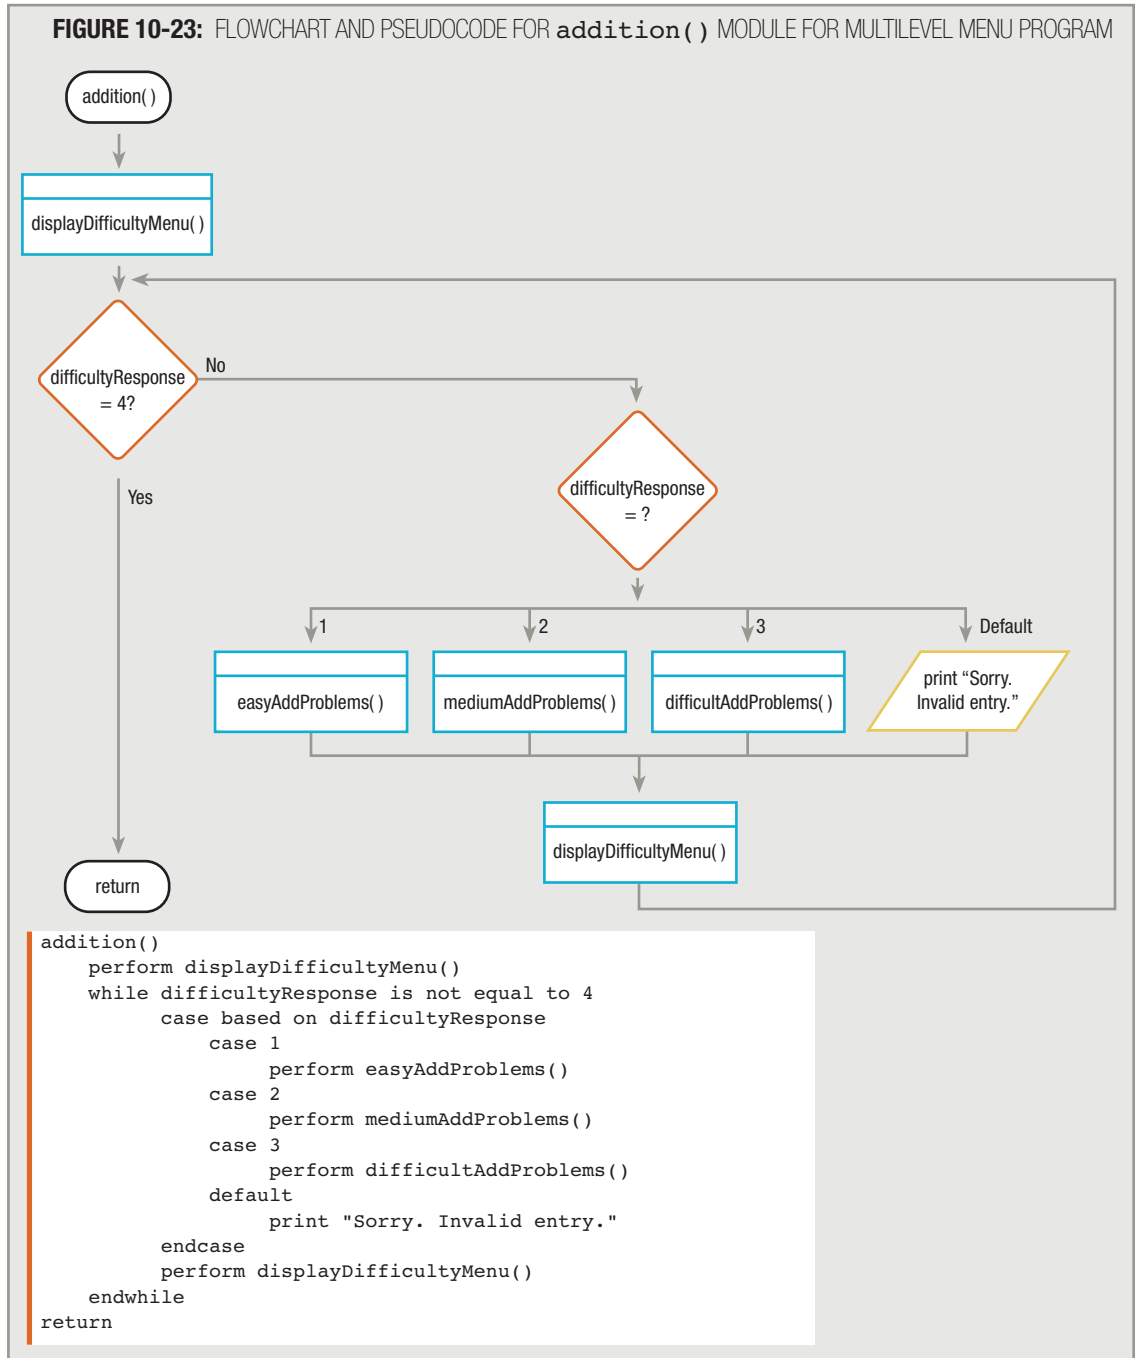 FIGURE 10-23: FLOWCHART AND PSEUDOCODE FOR addition() MODULE FOR MULTILEVEL MENU PROGRAM
addition( )
displayDifficultyMenu( )
difficultyResponse
= 4?
No
Yes
difficultyResponse
= ?
1
2
3
Default
easyAddProblems( )
mediumAddProblems( )
difficultAddProblems( )
print “Sorry.
Invalid entry.”
displayDifficultyMenu( )
return
addition()
    perform displayDifficultyMenu()
    while difficultyResponse is not equal to 4
          case based on difficultyResponse
              case 1
                   perform easyAddProblems()
              case 2
                   perform mediumAddProblems()
              case 3
                   perform difficultAddProblems()
              default
                   print "Sorry. Invalid entry."
          endcase
          perform displayDifficultyMenu()
    endwhile
return